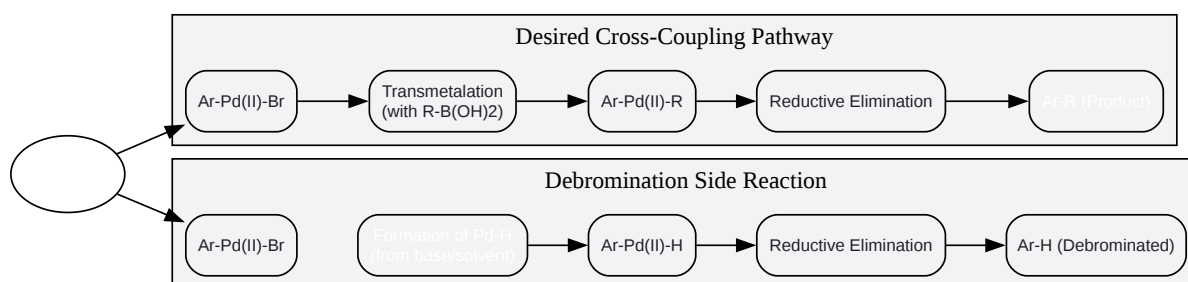 Desired Cross-Coupling Pathway
Ar-Pd(II)-Br
Transmetalation
(with R-B(OH)2)
Ar-Pd(II)-R
Reductive Elimination
Ar-R (Product)
Debromination Side Reaction
Ar-Pd(II)-Br
Formation of Pd-H
(from base/solvent)
Ar-Pd(II)-H
Reductive Elimination
Ar-H (Debrominated)